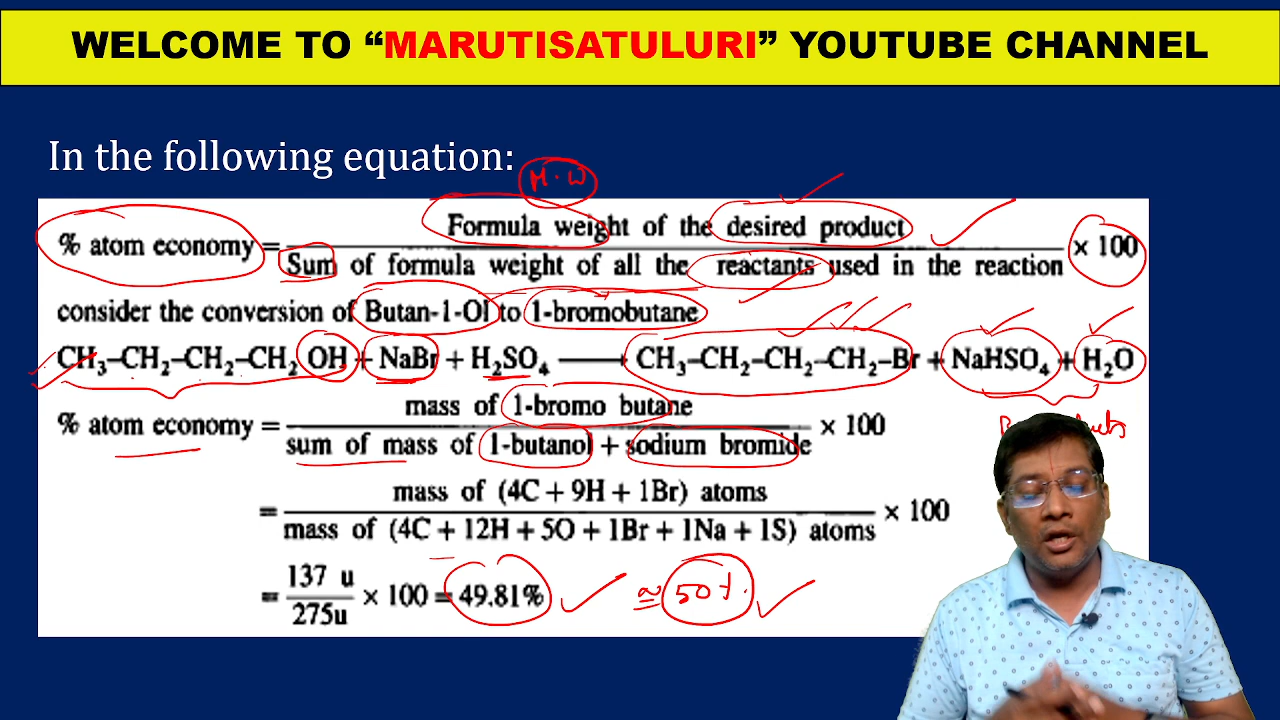 WELCOME TO “MARUTISATULURI” YOUTUBE CHANNEL
In the following equation:
M.W
% atom economy = Formula weight of the desired product / Sum of formula weight of all the reactants used in the reaction × 100
consider the conversion of Butan-1-Ol to 1-bromobutane
CH₃–CH₂–CH₂–CH₂OH + NaBr + H₂SO₄ ⟶ CH₃–CH₂–CH₂–CH₂–Br + NaHSO₄ + H₂O
% atom economy = mass of 1-bromo butane / sum of mass of 1-butanol + sodium bromide × 100
= mass of (4C + 9H + 1Br) atoms / mass of (4C + 12H + 5O + 1Br + 1Na + 1S) atoms × 100
= 137 u / 275u × 100 = 49.81% ≅ 50%.